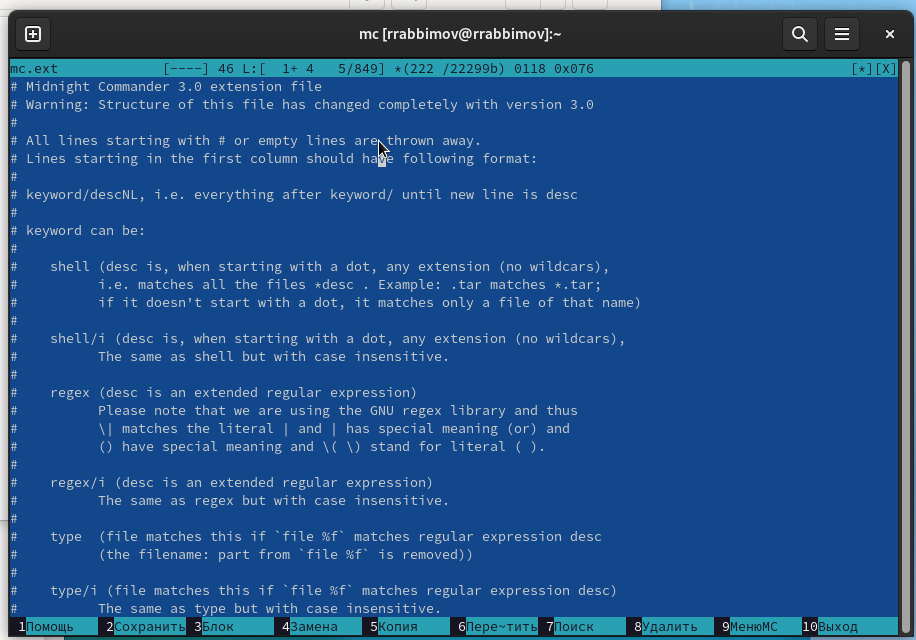 mc [rrabbimov@rrabbimov]:~
mc.ext [----] 46 L:[ 1+ 4 5/849] *(222 /22299b) 0118 0x076 [*][X]
# Midnight Commander 3.0 extension file
# Warning: Structure of this file has changed completely with version 3.0
#
# All lines starting with # or empty lines are thrown away.
# Lines starting in the first column should have following format:
#
# keyword/descNL, i.e. everything after keyword/ until new line is desc
#
# keyword can be:
#
# shell (desc is, when starting with a dot, any extension (no wildcars),
# i.e. matches all the files *desc . Example: .tar matches *.tar;
# if it doesn't start with a dot, it matches only a file of that name)
#
# shell/i (desc is, when starting with a dot, any extension (no wildcars),
# The same as shell but with case insensitive.
#
# regex (desc is an extended regular expression)
# Please note that we are using the GNU regex library and thus
# \| matches the literal | and | has special meaning (or) and
# () have special meaning and \( \) stand for literal ( ).
#
# regex/i (desc is an extended regular expression)
# The same as regex but with case insensitive.
#
# type (file matches this if `file %f` matches regular expression desc
# (the filename: part from `file %f` is removed))
#
# type/i (file matches this if `file %f` matches regular expression desc)
# The same as type but with case insensitive.
1Помощь 2Сохранить 3Блок 4Замена 5Копия 6Пере~тить 7Поиск 8Удалить 9МенюMC 10Выход